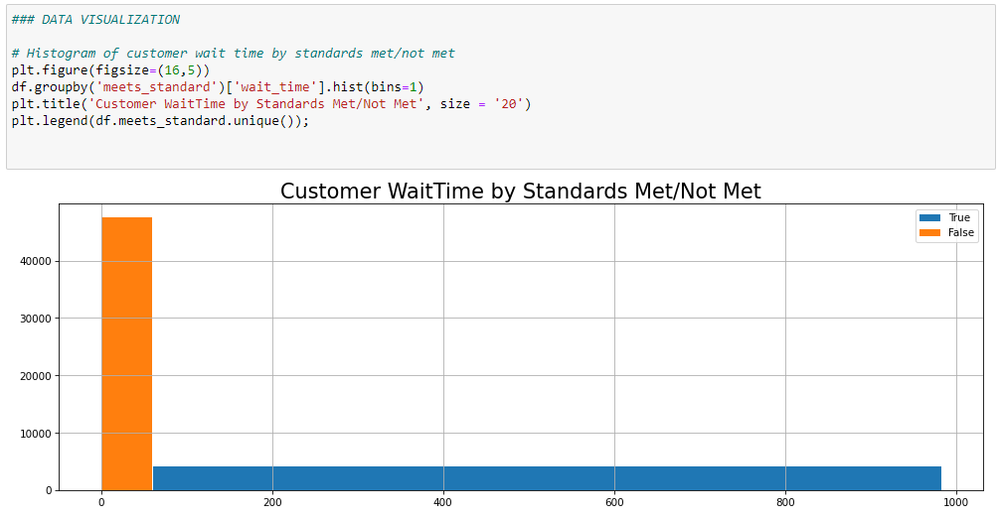 ### DATA VISUALIZATION
# Histogram of customer wait time by standards met/not met
plt.figure(figsize=(16,5))
df.groupby('meets_standard')['wait_time'].hist(bins=1)
plt.title('Customer WaitTime by Standards Met/Not Met', size = '20')
plt.legend(df.meets_standard.unique());
Customer WaitTime by Standards Met/Not Met
True
False
40000
30000
20000
10000
0
0 200 400 600 800 1000